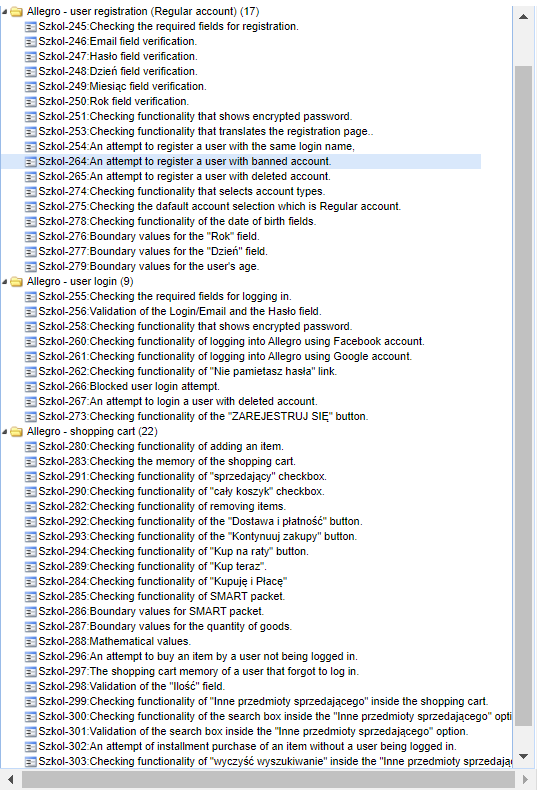 Allegro - user registration (Regular account) (17)
Szkol-245:Checking the required fields for registration.
Szkol-246:Email field verification.
Szkol-247:Hasło field verification.
Szkol-248:Dzień field verification.
Szkol-249:Miesiąc field verification.
Szkol-250:Rok field verification.
Szkol-251:Checking functionality that shows encrypted password.
Szkol-253:Checking functionality that translates the registration page..
Szkol-254:An attempt to register a user with the same login name,
Szkol-264:An attempt to register a user with banned account.
Szkol-265:An attempt to register a user with deleted account.
Szkol-274:Checking functionality that selects account types.
Szkol-275:Checking the dafault account selection which is Regular account.
Szkol-278:Checking functionality of the date of birth fields.
Szkol-276:Boundary values for the "Rok" field.
Szkol-277:Boundary values for the "Dzień" field.
Szkol-279:Boundary values for the user's age.
Allegro - user login (9)
Szkol-255:Checking the required fields for logging in.
Szkol-256:Validation of the Login/Email and the Hasło field.
Szkol-258:Checking functionality that shows encrypted password.
Szkol-260:Checking functionality of logging into Allegro using Facebook account.
Szkol-261:Checking functionality of logging into Allegro using Google account.
Szkol-262:Checking functionality of "Nie pamietasz hasła" link.
Szkol-266:Blocked user login attempt.
Szkol-267:An attempt to login a user with deleted account.
Szkol-273:Checking functionality of the "ZAREJESTRUJ SIĘ" button.
Allegro - shopping cart (22)
Szkol-280:Checking functionality of adding an item.
Szkol-283:Checking the memory of the shopping cart.
Szkol-291:Checking functionality of "sprzedający" checkbox.
Szkol-290:Checking functionality of "cały koszyk" checkbox.
Szkol-282:Checking functionality of removing items.
Szkol-292:Checking functionality of the "Dostawa i płatność" button.
Szkol-293:Checking functionality of the "Kontynuuj zakupy" button.
Szkol-294:Checking functionality of "Kup na raty" button.
Szkol-289:Checking functionality of "Kup teraz".
Szkol-284:Checking functionality of "Kupuję i Płacę"
Szkol-285:Checking functionality of SMART packet.
Szkol-286:Boundary values for SMART packet.
Szkol-287:Boundary values for the quantity of goods.
Szkol-288:Mathematical values.
Szkol-296:An attempt to buy an item by a user not being logged in.
Szkol-297:The shopping cart memory of a user that forgot to log in.
Szkol-298:Validation of the "Ilość" field.
Szkol-299:Checking functionality of "Inne przedmioty sprzedającego" inside the shopping cart.
Szkol-300:Checking functionality of the search box inside the "Inne przedmioty sprzedającego" opti
Szkol-301:Validation of the search box inside the "Inne przedmioty sprzedającego" option.
Szkol-302:An attempt of installment purchase of an item without a user being logged in.
Szkol-303:Checking functionality of "wyczyść wyszukiwanie" inside the "Inne przedmioty sprzedając